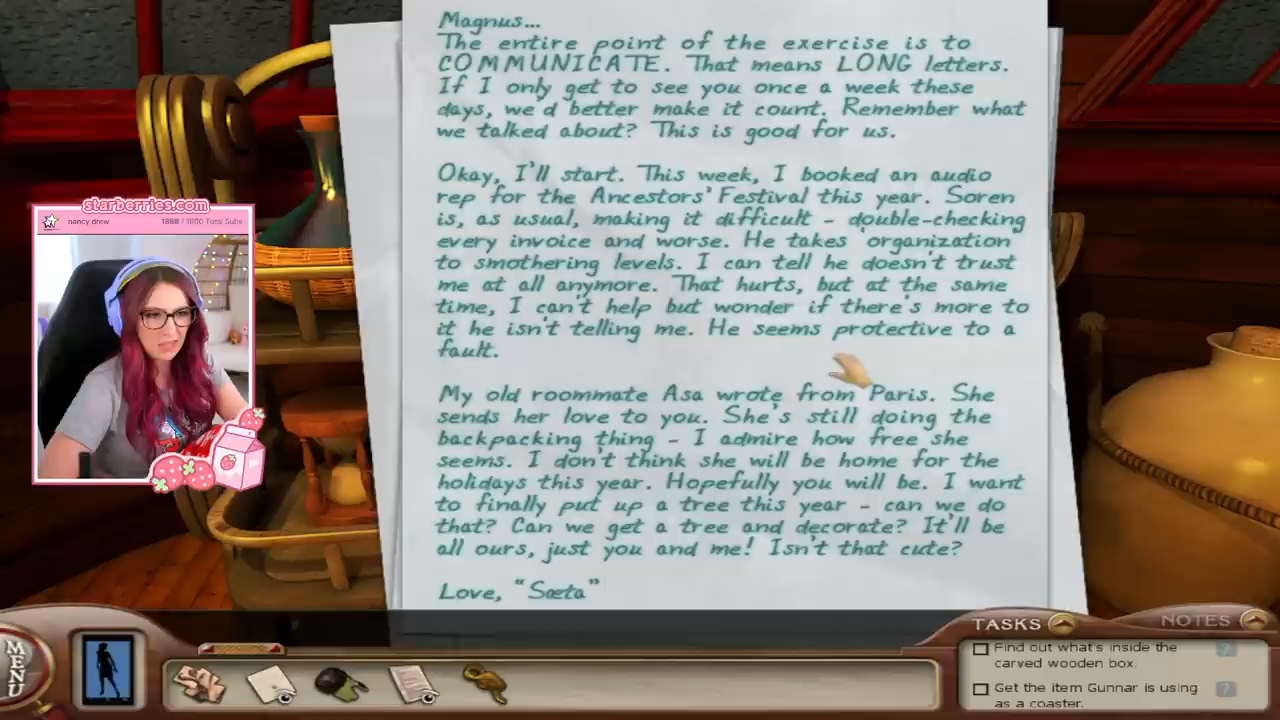 Magnus...
The entire point of the exercise is to
COMMUNICATE. That means LONG letters.
If I only get to see you once a week these
days, we'd better make it count. Remember what
we talked about? This is good for us.
Okay, I'll start. This week, I booked an audio
rep for the Ancestors' Festival this year. Soren
is, as usual, making it difficult - double-checking
every invoice and worse. He takes organization
to smothering levels. I can tell he doesn't trust
me at all anymore. That hurts, but at the same
time, I can't help but wonder if there's more to
it he isn't telling me. He seems protective to a
fault.
My old roommate Asa wrote from Paris. She
sends her love to you. She's still doing the
backpacking thing - I admire how free she
seems. I don't think she will be home for the
holidays this year. Hopefully you will be. I want
to finally put up a tree this year - can we do
that? Can we get a tree and decorate? It'll be
all ours, just you and me! Isn't that cute?
Love, "Sæta"
starberries.com
nancy drew 1888 / 1800 Total Subs
MENU
TASKS
NOTES
Find out what's inside the ?
carved wooden box.
Get the item Gunnar is using ?
as a coaster.